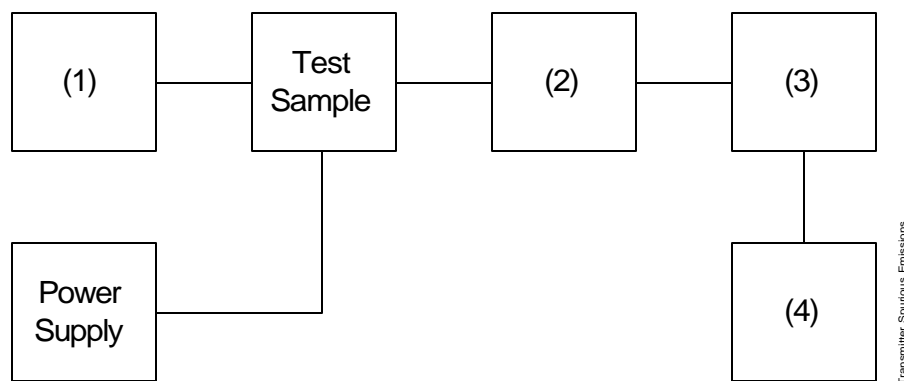 (1)
Test
Sample
(2)
(3)
Power
Supply
(4)
Transmitter Spurious Emissions